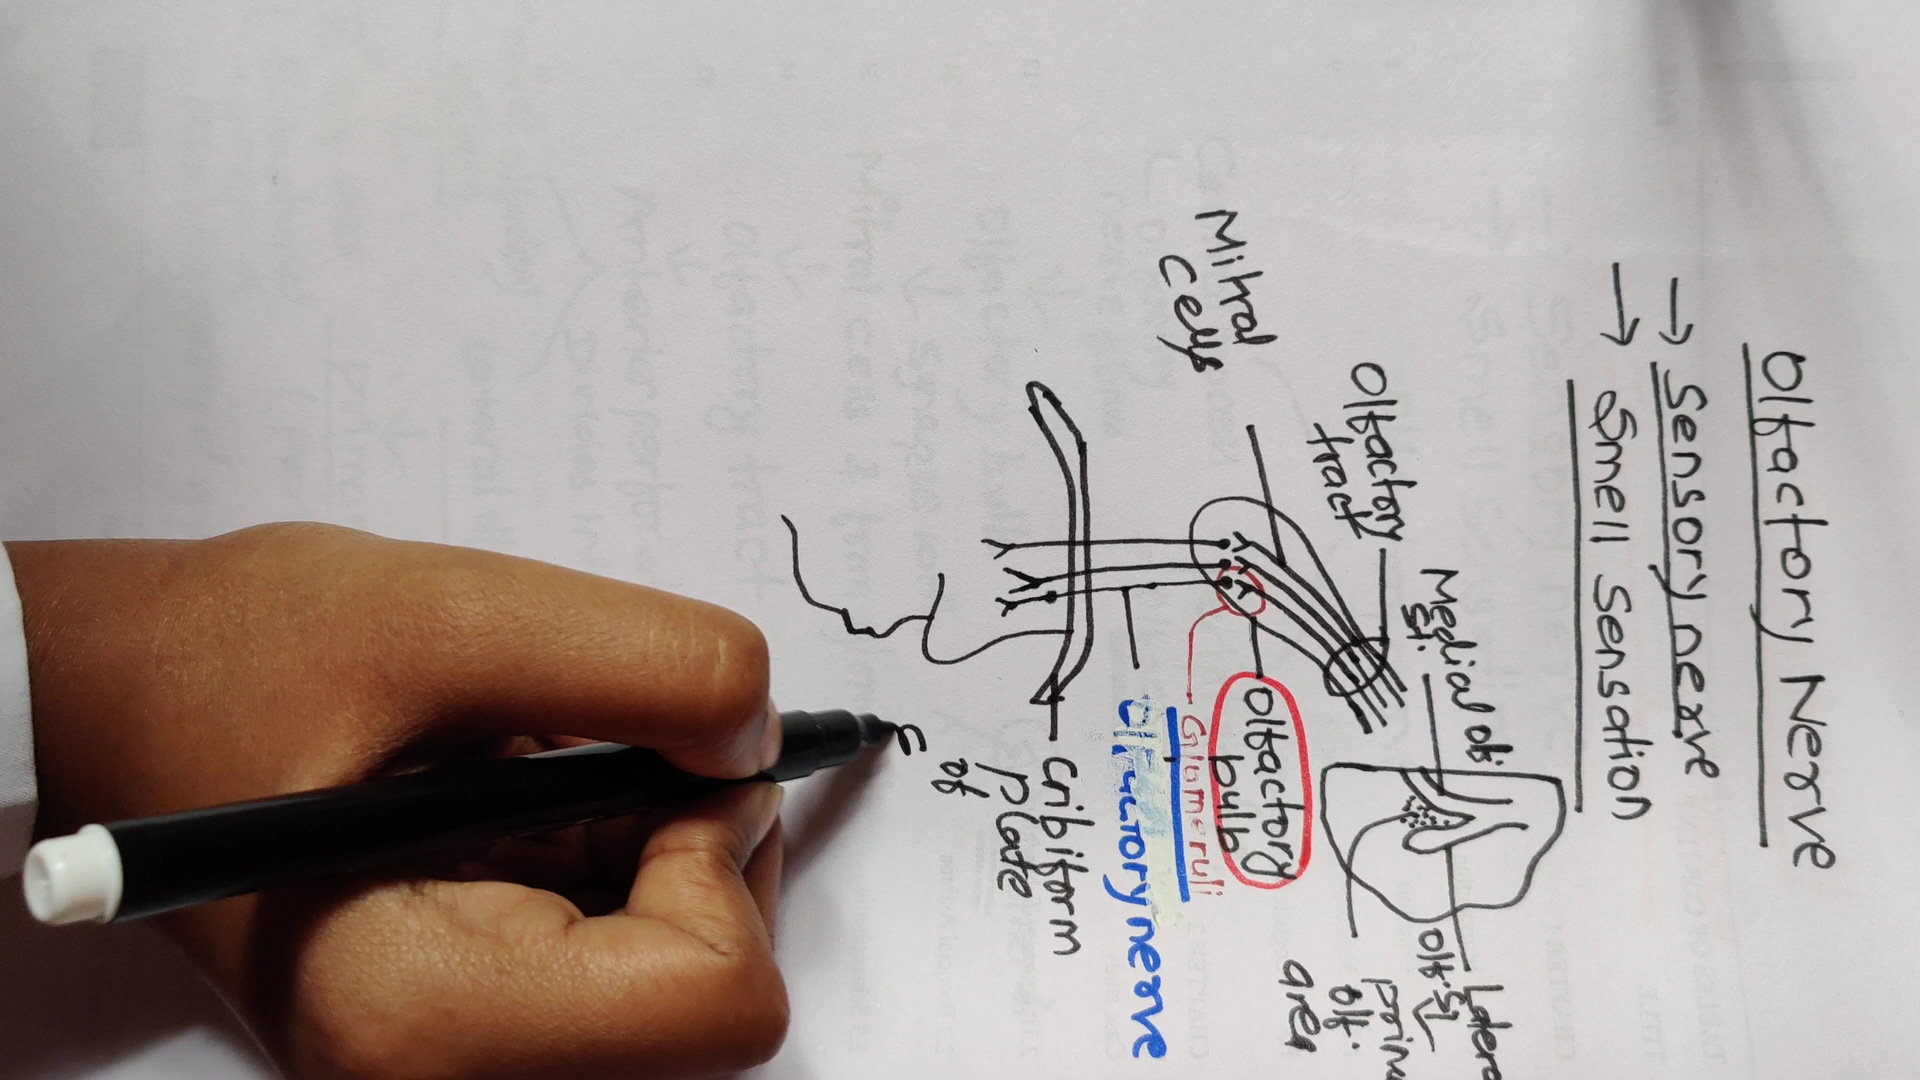 Olfactory Nerve
→ Sensory nerve
→ Smell Sensation
Medial olf.
St.
Olfactory
tract
Mitral
Cells
Lateral
Olf. St
olf.
area
Olfactory
bulb
Glomeruli
Olfactory nerve
Cribiform
Plate
of